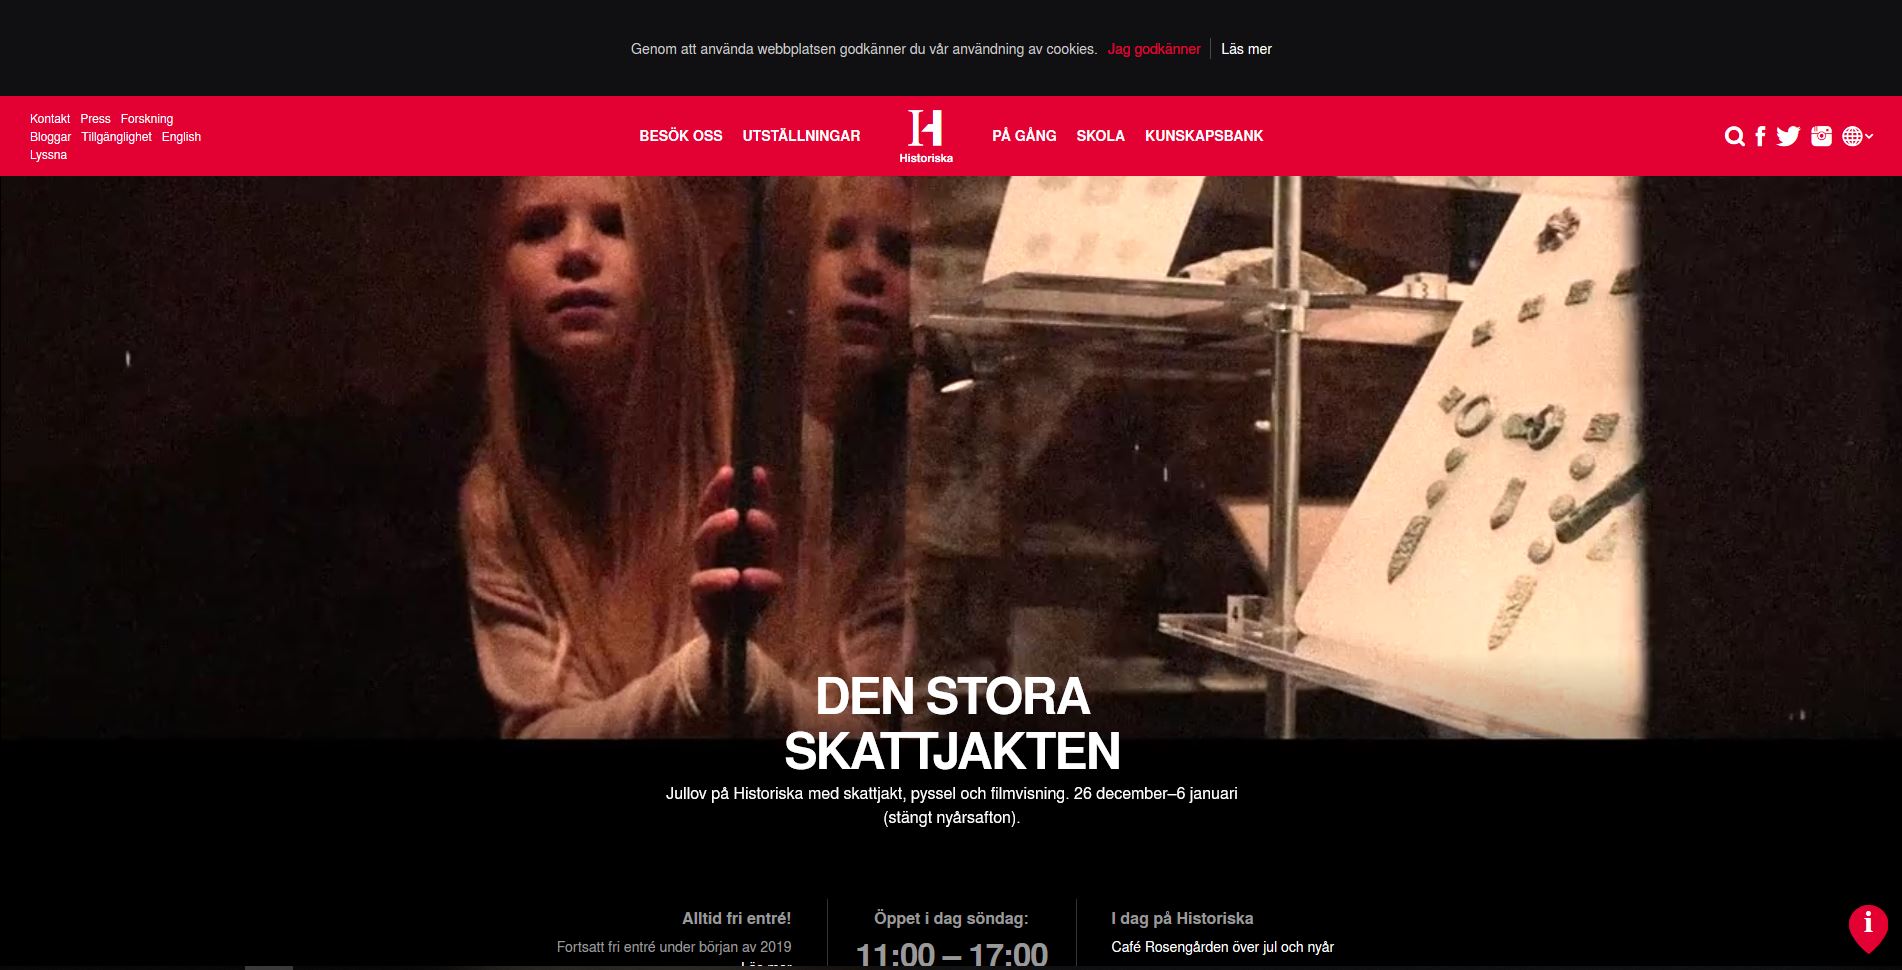 Genom att använda webbplatsen godkänner du vår användning av cookies. Jag godkänner Läs mer
Kontakt Press Forskning
Bloggar Tillgänglighet English
Lyssna
BESÖK OSS UTSTÄLLNINGAR
Historiska
PÅ GÅNG SKOLA KUNSKAPSBANK
DEN STORA
SKATTJAKTEN
Jullov på Historiska med skattjakt, pyssel och filmvisning. 26 december–6 januari
(stängt nyårsafton).
Alltid fri entré!
Fortsatt fri entré under början av 2019
Läs mer
Öppet i dag söndag:
11:00 – 17:00
I dag på Historiska
Café Rosengården över jul och nyår